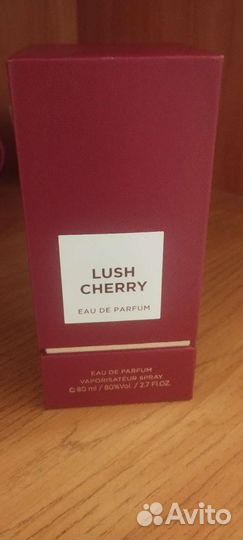 LUSH
CHERRY
EAU DE PARFUM
EAU DE PARFUM
VAPORISATEUR SPRAY
℮ 80 ml / 80%Vol. / 2.7 FL.OZ.
Avito